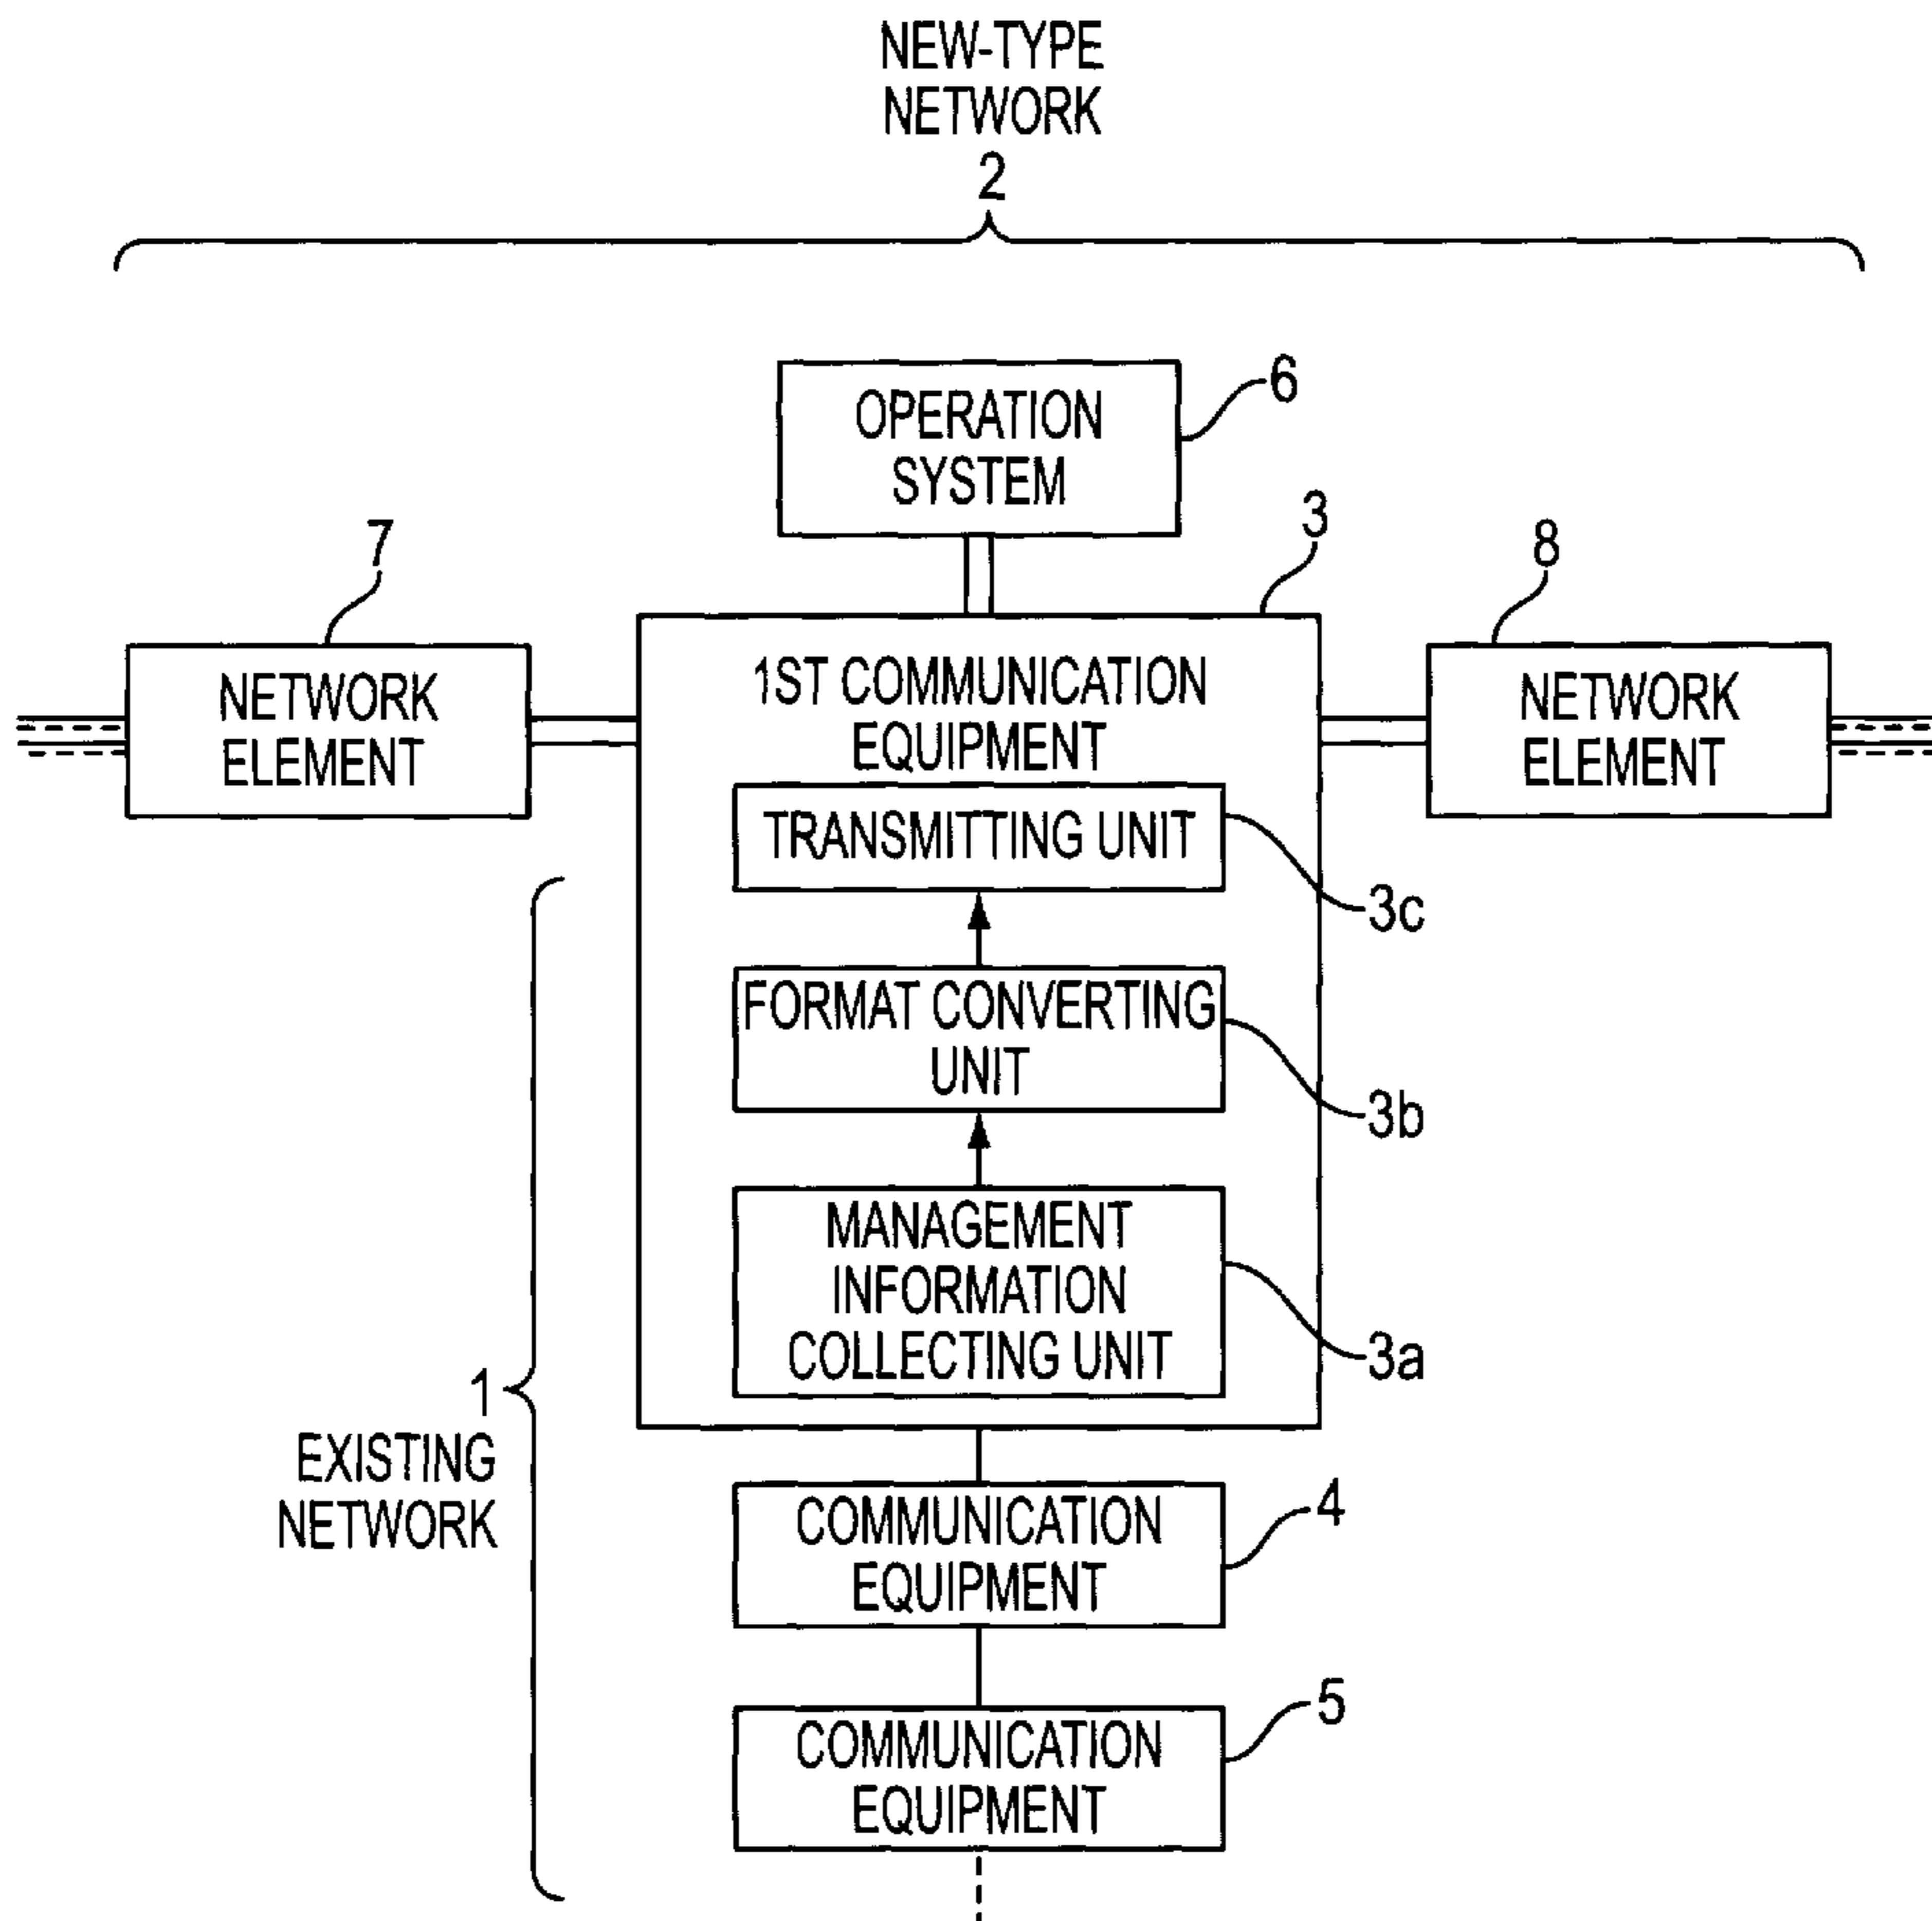 NEW-TYPE
NETWORK
2
OPERATION
SYSTEM
6
3
7
8
NETWORK
ELEMENT
1ST COMMUNICATION
EQUIPMENT
NETWORK
ELEMENT
TRANSMITTING UNIT
3c
FORMAT CONVERTING
UNIT
3b
MANAGEMENT
INFORMATION
COLLECTING UNIT
3a
1
EXISTING
NETWORK
COMMUNICATION
EQUIPMENT
4
COMMUNICATION
EQUIPMENT
5